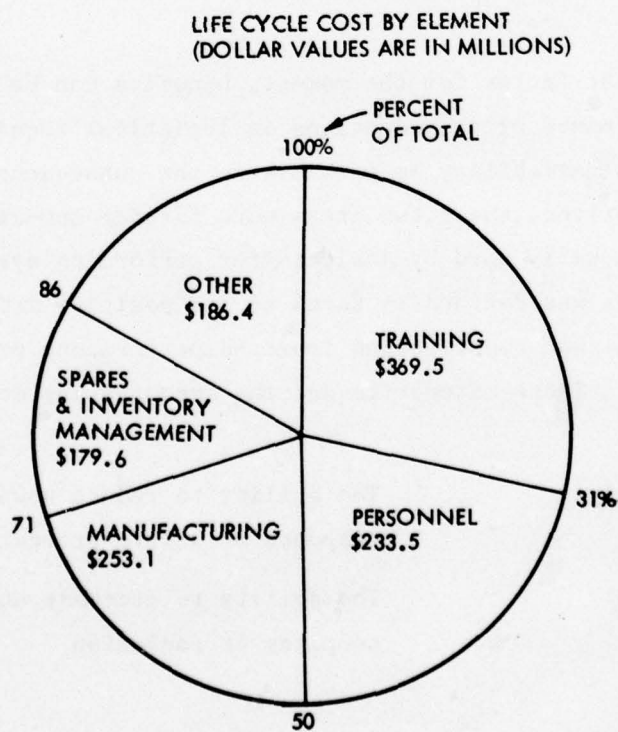 LIFE CYCLE COST BY ELEMENT
(DOLLAR VALUES ARE IN MILLIONS)
PERCENT
OF TOTAL
100%
OTHER
$186.4
TRAINING
$369.5
86
SPARES
& INVENTORY
MANAGEMENT
$179.6
31%
71
MANUFACTURING
$253.1
PERSONNEL
$233.5
50